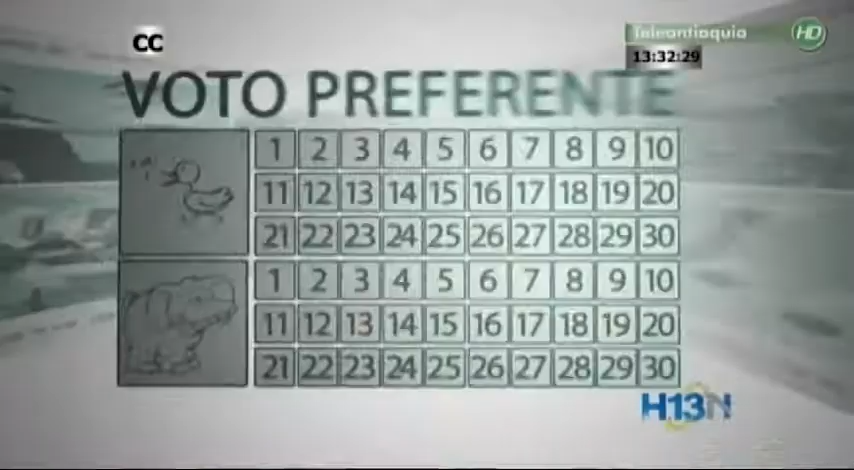 CC
Teleantioquia HD
13:32:29
VOTO PREFERENTE
1 2 3 4 5 6 7 8 9 10
11 12 13 14 15 16 17 18 19 20
21 22 23 24 25 26 27 28 29 30
1 2 3 4 5 6 7 8 9 10
11 12 13 14 15 16 17 18 19 20
21 22 23 24 25 26 27 28 29 30
H13N